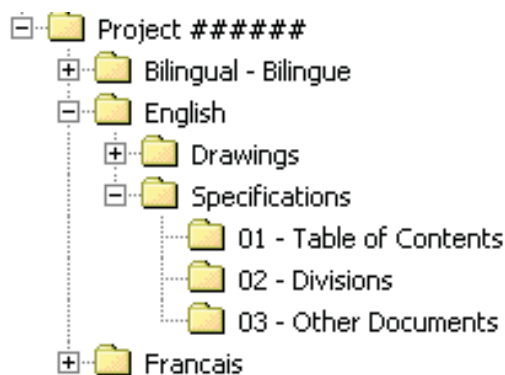 Project ######
Bilingual - Bilingue
English
Drawings
Specifications
01 - Table of Contents
02 - Divisions
03 - Other Documents
Francais